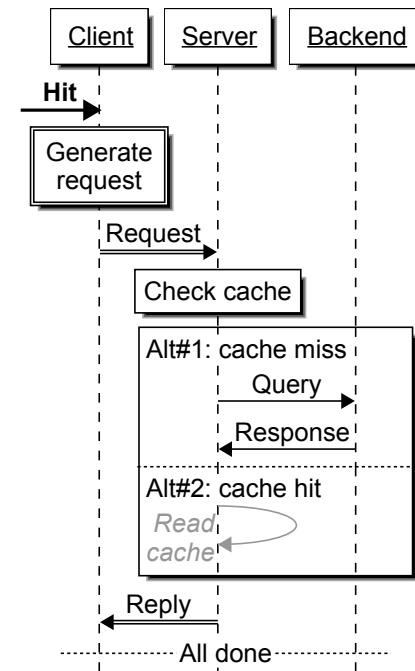 Client Server Backend
Hit
Generate
request
Request
Check cache
Alt#1: cache miss
Query
Response
Alt#2: cache hit
Read
cache
Reply
All done